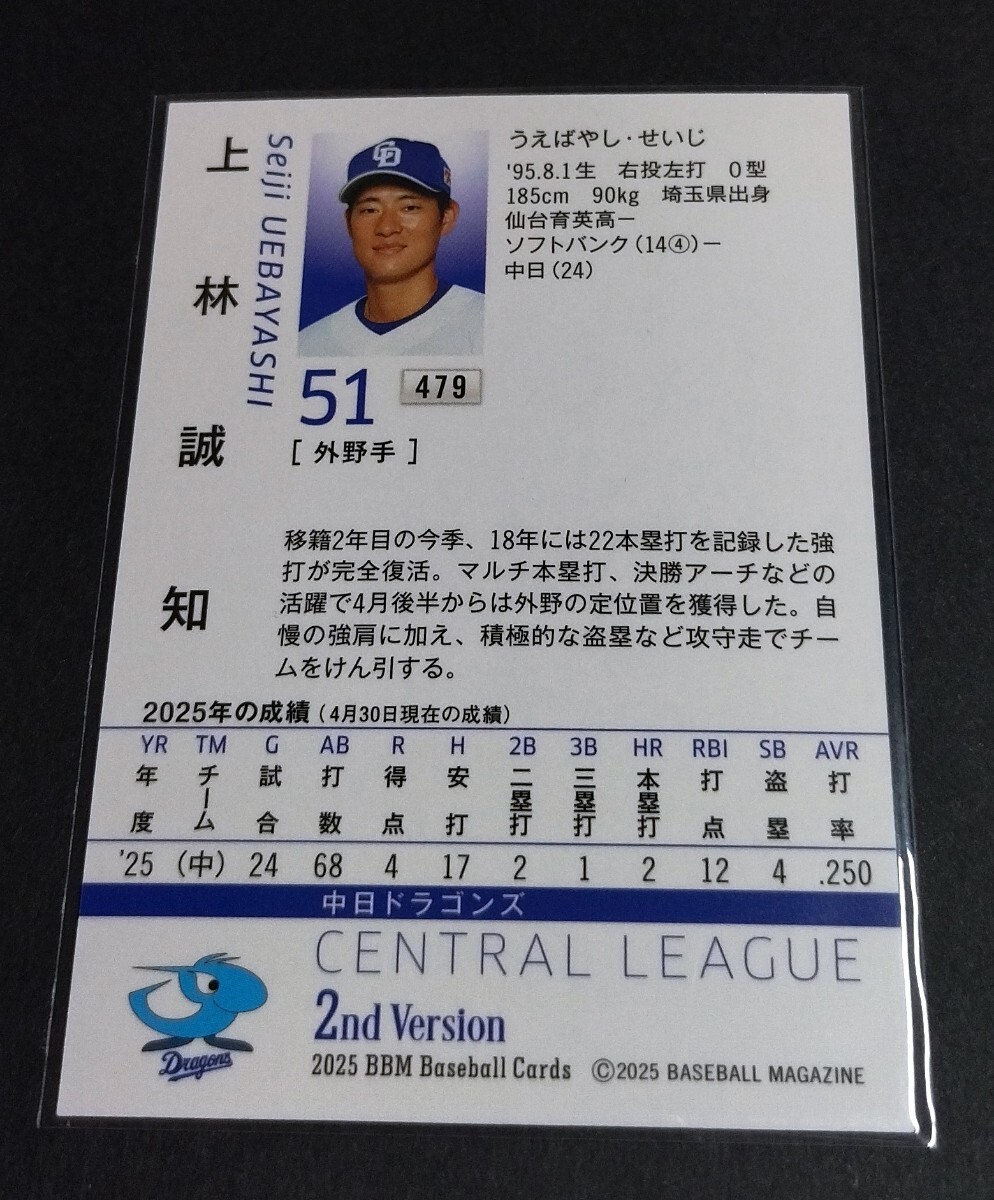 上林誠知
Seiji UEBAYASHI
CD
うえばやし・せいじ
'95.8.1生 右投左打 O型
185cm 90kg 埼玉県出身
仙台育英高ー
ソフトバンク(14④)ー
中日(24)
51
479
[ 外野手 ]
移籍2年目の今季、18年には22本塁打を記録した強
打が完全復活。マルチ本塁打、決勝アーチなどの
活躍で4月後半からは外野の定位置を獲得した。自
慢の強肩に加え、積極的な盗塁など攻守走でチー
ムをけん引する。
2025年の成績(4月30日現在の成績)
YR TM G AB R H 2B 3B HR RBI SB AVR
年度 チーム 試合 打数 得点 安打 二塁打 三塁打 本塁打 打点 盗塁 打率
'25 (中) 24 68 4 17 2 1 2 12 4 .250
中日ドラゴンズ
CENTRAL LEAGUE
2nd Version
2025 BBM Baseball Cards ©2025 BASEBALL MAGAZINE
Dragons